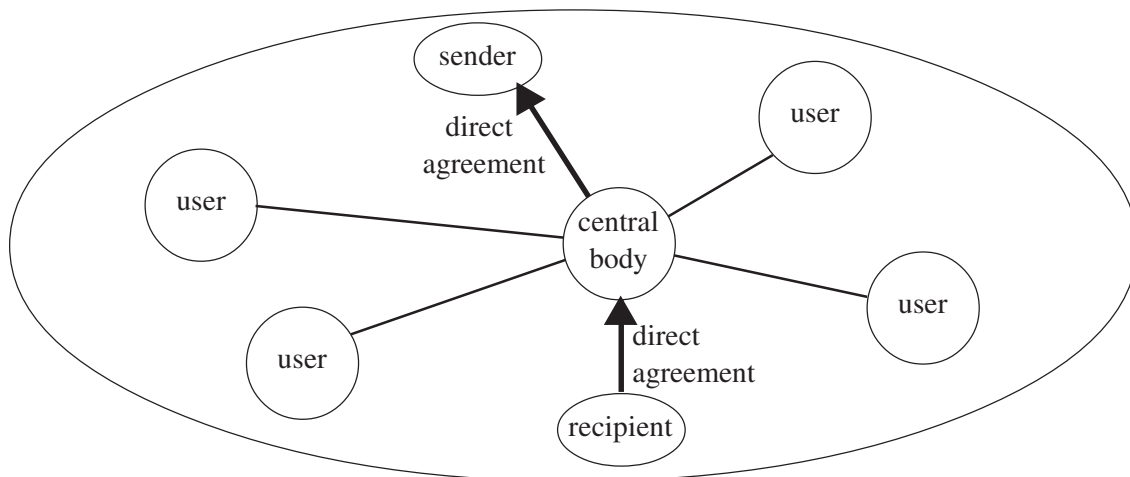 sender
user
direct
agreement
user
central
body
user
user
direct
agreement
recipient